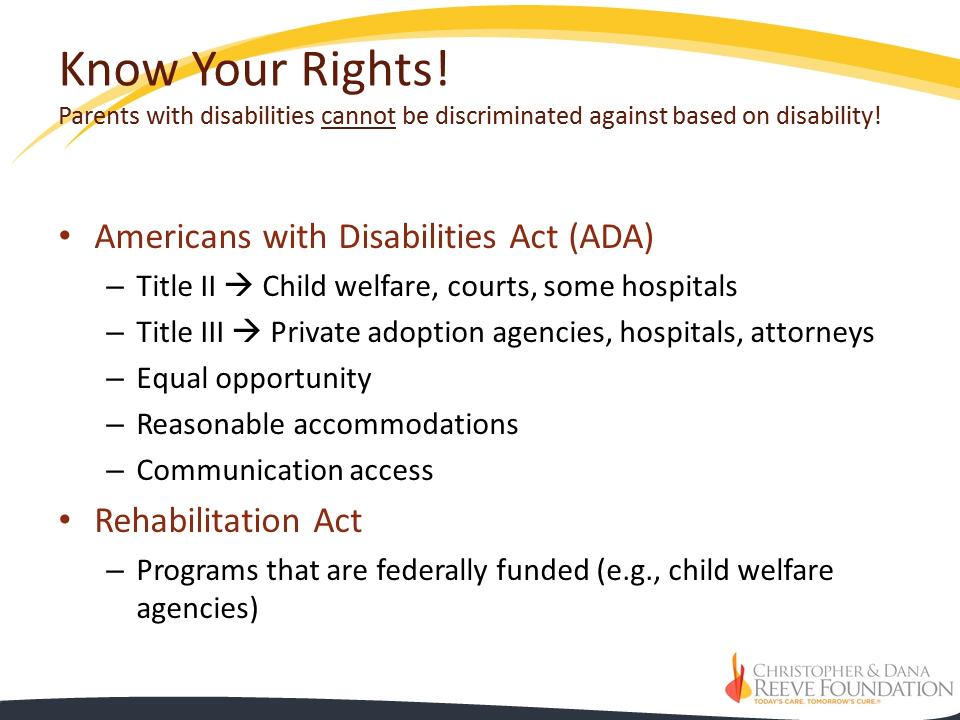 Know Your Rights!
Parents with disabilities cannot be discriminated against based on disability!
• Americans with Disabilities Act (ADA)
– Title II → Child welfare, courts, some hospitals
– Title III → Private adoption agencies, hospitals, attorneys
– Equal opportunity
– Reasonable accommodations
– Communication access
• Rehabilitation Act
– Programs that are federally funded (e.g., child welfare
agencies)
CHRISTOPHER & DANA
REEVE FOUNDATION
TODAY'S CARE. TOMORROW'S CURE.®